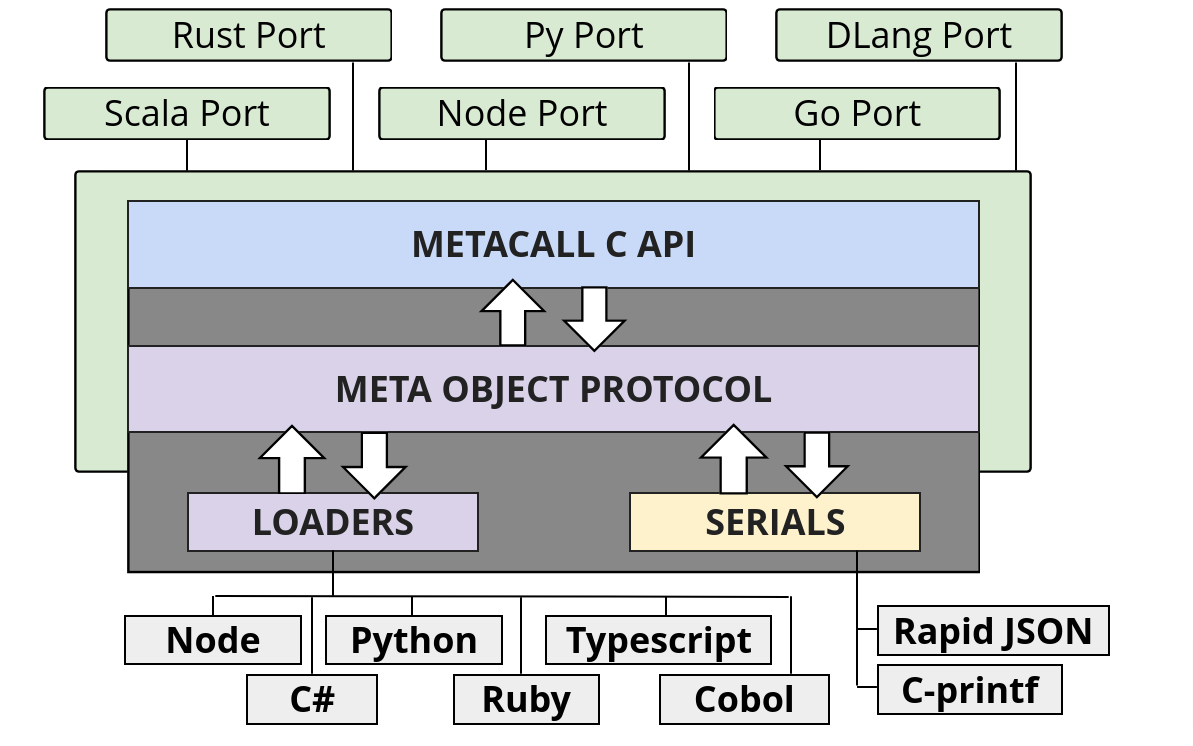 Rust Port
Py Port
DLang Port
Scala Port
Node Port
Go Port
METACALL C API
META OBJECT PROTOCOL
LOADERS
SERIALS
Node
Python
Typescript
Rapid JSON
C#
Ruby
Cobol
C-printf